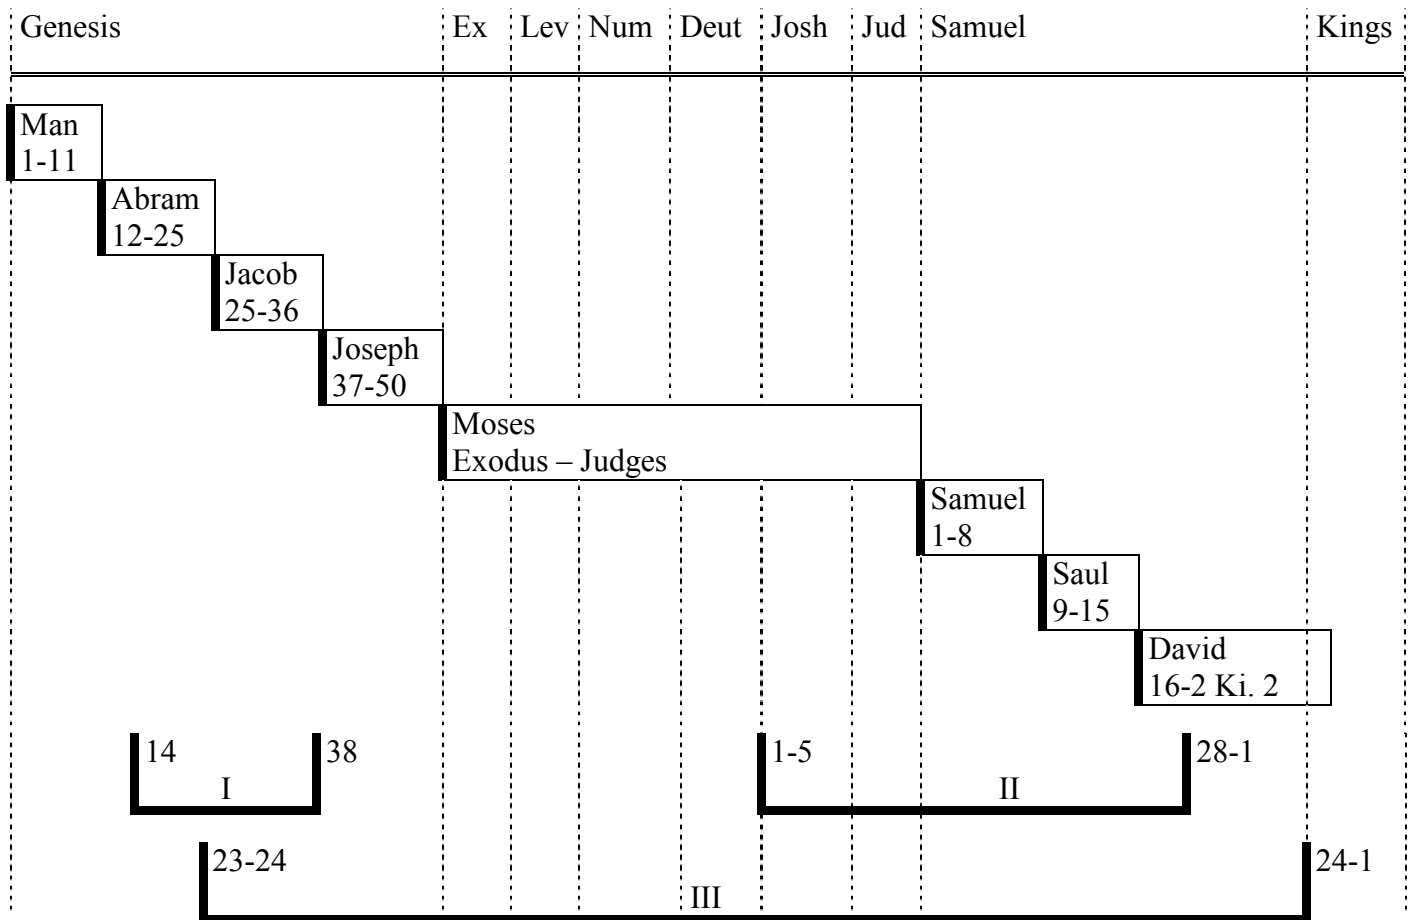 Genesis Ex Lev Num Deut Josh Jud Samuel Kings
Man
1-11
Abram
12-25
Jacob
25-36
Joseph
37-50
Moses
Exodus – Judges
Samuel
1-8
Saul
9-15
David
16-2 Ki. 2
14 38 1-5 28-1
I II
23-24 24-1
III